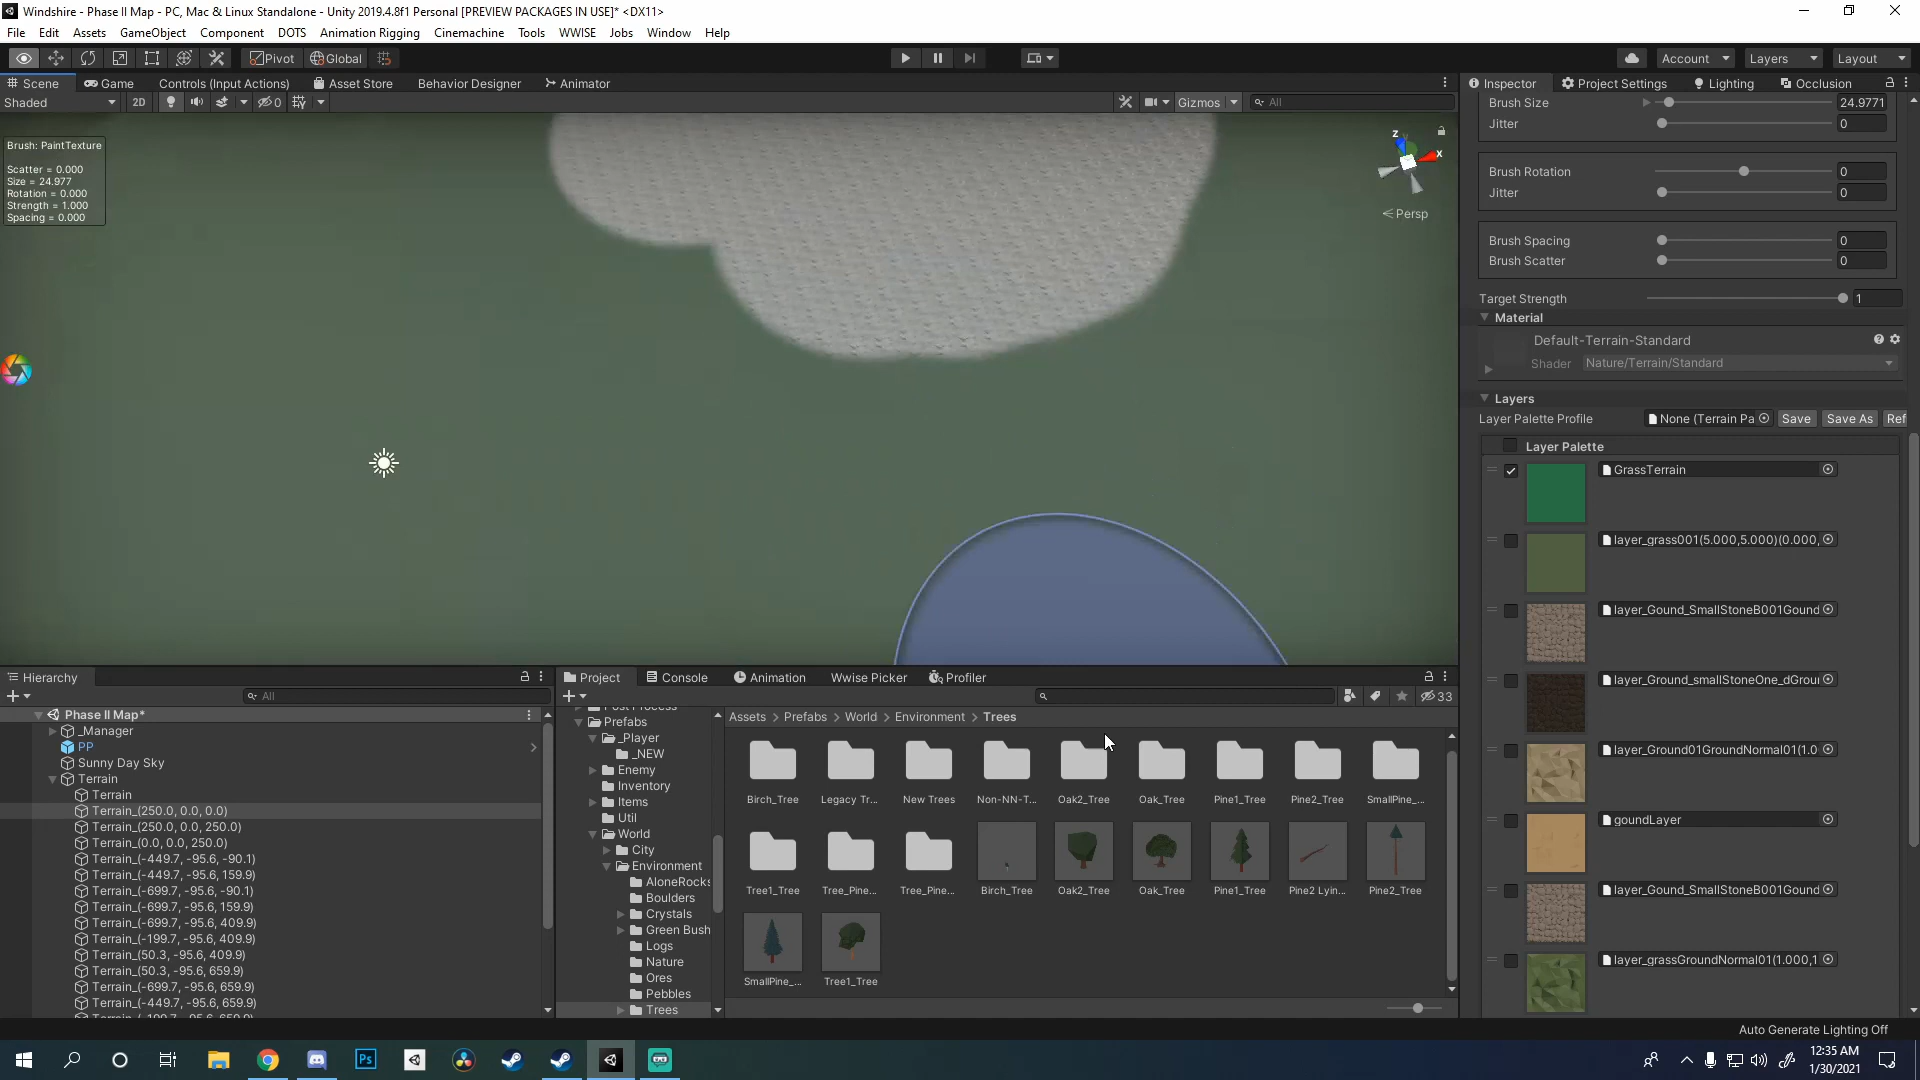 Windshire - Phase II Map - PC, Mac & Linux Standalone - Unity 2019.4.8f1 Personal [PREVIEW PACKAGES IN USE]* <DX11>
File Edit Assets GameObject Component DOTS Animation Rigging Cinemachine Tools WWISE Jobs Window Help
Pivot Global Account Layers Layout
Scene Game Controls (Input Actions) Asset Store Behavior Designer Animator
Shaded 2D 0 Gizmos All
Brush: PaintTexture
Scatter = 0.000
Size = 24.977
Rotation = 0.000
Strength = 1.000
Spacing = 0.000
z y x
< Persp
Inspector Project Settings Lighting Occlusion
Brush Size 24.9771
Jitter 0
Brush Rotation 0
Jitter 0
Brush Spacing 0
Brush Scatter 0
Target Strength 1
Material
Default-Terrain-Standard
Shader Nature/Terrain/Standard
Layers
Layer Palette Profile None (Terrain Pa Save Save As Ref
Layer Palette
GrassTerrain
layer_grass001(5.000,5.000)(0.000,
layer_Gound_SmallStoneB001Gound
layer_Ground_smallStoneOne_dGroui
layer_Ground01GroundNormal01(1.0
goundLayer
layer_Gound_SmallStoneB001Gound
layer_grassGroundNormal01(1.000,1
Hierarchy
All
Phase II Map*
_Manager
PP
Sunny Day Sky
Terrain
Terrain
Terrain_(250.0, 0.0, 0.0)
Terrain_(250.0, 0.0, 250.0)
Terrain_(0.0, 0.0, 250.0)
Terrain_(-449.7, -95.6, -90.1)
Terrain_(-449.7, -95.6, 159.9)
Terrain_(-699.7, -95.6, -90.1)
Terrain_(-699.7, -95.6, 159.9)
Terrain_(-699.7, -95.6, 409.9)
Terrain_(-199.7, -95.6, 409.9)
Terrain_(50.3, -95.6, 409.9)
Terrain_(50.3, -95.6, 659.9)
Terrain_(-699.7, -95.6, 659.9)
Terrain_(-449.7, -95.6, 659.9)
Terrain_(-199.7, -95.6, 659.9)
Project Console Animation Wwise Picker Profiler
33
Post Process
Prefabs
_Player
_NEW
Enemy
Inventory
Items
Util
World
City
Environment
AloneRocks
Boulders
Crystals
Green Bush
Logs
Nature
Ores
Pebbles
Trees
Assets > Prefabs > World > Environment > Trees
Birch_Tree Legacy Tr... New Trees Non-NN-T... Oak2_Tree Oak_Tree Pine1_Tree Pine2_Tree SmallPine_...
Tree1_Tree Tree_Pine... Tree_Pine... Birch_Tree Oak2_Tree Oak_Tree Pine1_Tree Pine2 Lyin... Pine2_Tree
SmallPine_... Tree1_Tree
Auto Generate Lighting Off
Ps
12:35 AM
1/30/2021